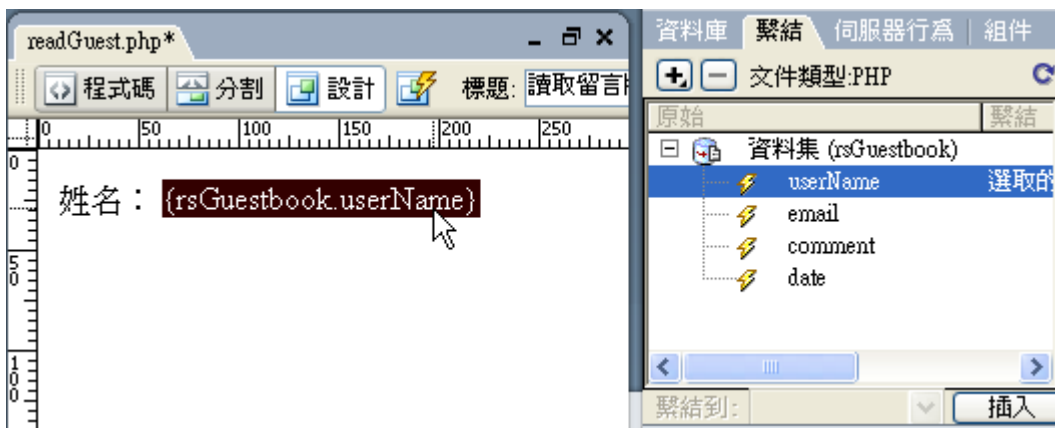 readGuest.php*
程式碼 分割 設計 標題: 讀取留言
0 50 100 150 200 250
0
50
100
姓名： {rsGuestbook.userName}
資料庫 繫結 伺服器行為 組件
文件類型:PHP
原始 繫結
資料集 (rsGuestbook)
userName 選取的
email
comment
date
繫結到: 插入